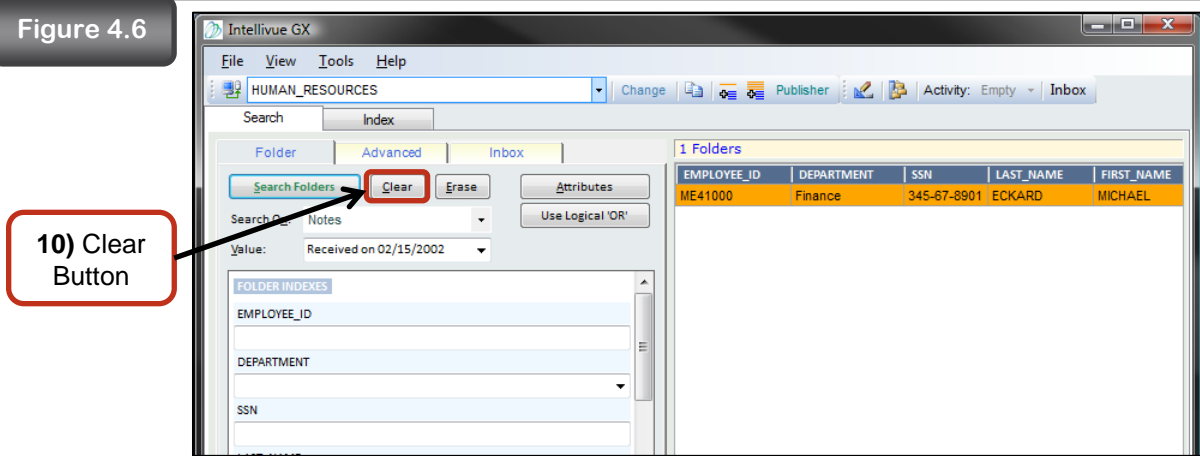 Figure 4.6
Intellivue GX
File View Tools Help
HUMAN_RESOURCES Change Publisher Activity: Empty Inbox
Search Index
Folder Advanced Inbox
1 Folders
EMPLOYEE_ID DEPARTMENT SSN LAST_NAME FIRST_NAME
ME41000 Finance 345-67-8901 ECKARD MICHAEL
Search Folders Clear Erase Attributes
Search On: Notes Use Logical 'OR'
Value: Received on 02/15/2002
10) Clear
Button
FOLDER INDEXES
EMPLOYEE_ID
DEPARTMENT
SSN